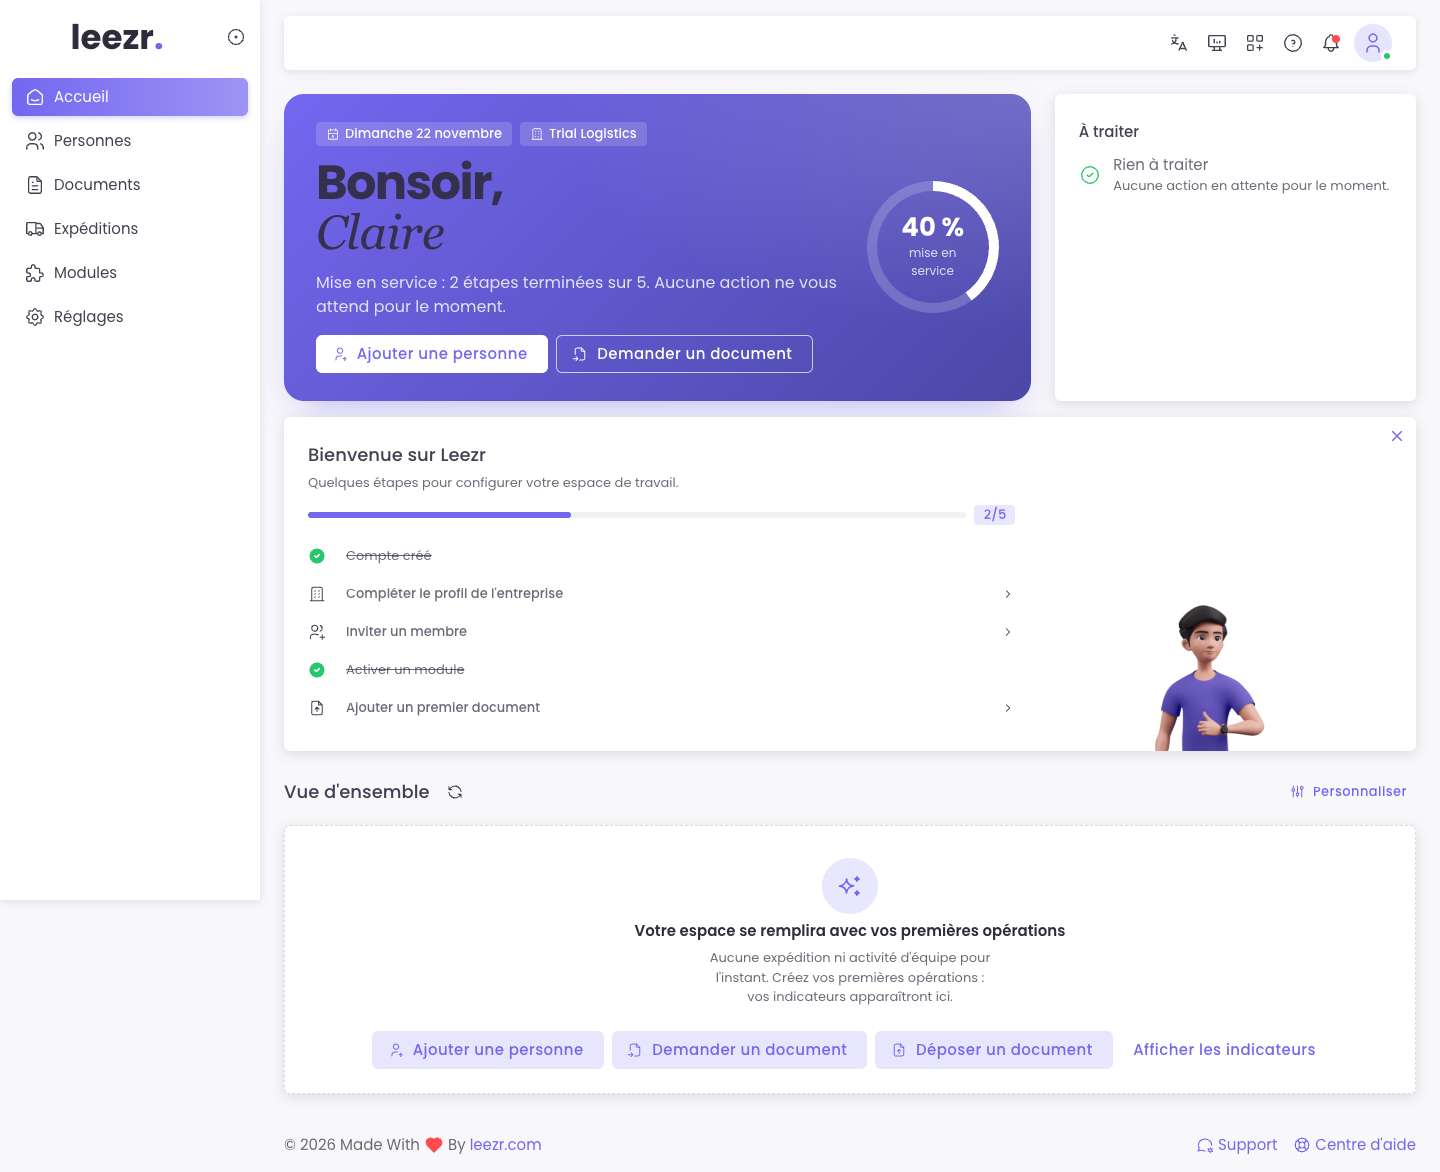 leezr.
Accueil
Personnes
Documents
Expéditions
Modules
Réglages
Dimanche 22 novembre
Trial Logistics
Bonsoir,
Claire
Mise en service : 2 étapes terminées sur 5. Aucune action ne vous
attend pour le moment.
Ajouter une personne
Demander un document
40 %
mise en
service
À traiter
Rien à traiter
Aucune action en attente pour le moment.
Bienvenue sur Leezr
Quelques étapes pour configurer votre espace de travail.
2/5
Compte créé
Compléter le profil de l'entreprise
Inviter un membre
Activer un module
Ajouter un premier document
Vue d'ensemble
Personnaliser
Votre espace se remplira avec vos premières opérations
Aucune expédition ni activité d'équipe pour
l'instant. Créez vos premières opérations :
vos indicateurs apparaîtront ici.
Ajouter une personne
Demander un document
Déposer un document
Afficher les indicateurs
© 2026 Made With ❤ By leezr.com
Support
Centre d'aide